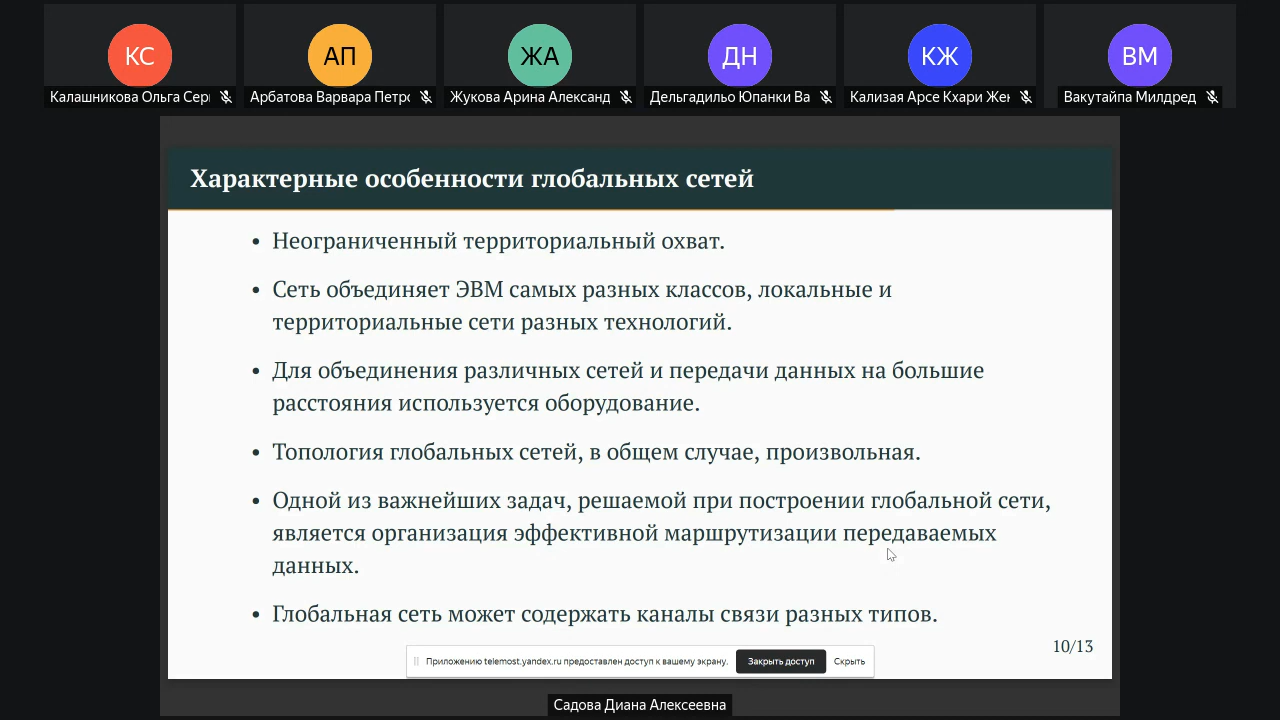 КС
АП
ЖА
ДН
КЖ
ВМ
Калашникова Ольга Сер
Арбатова Варвара Петро
Жукова Арина Александ
Дельгадильо Юпанки Ва
Кализая Арсе Кхари Же
Вакутайпа Милдред
Характерные особенности глобальных сетей
• Неограниченный территориальный охват.
• Сеть объединяет ЭВМ самых разных классов, локальные и
территориальные сети разных технологий.
• Для объединения различных сетей и передачи данных на большие
расстояния используется оборудование.
• Топология глобальных сетей, в общем случае, произвольная.
• Одной из важнейших задач, решаемой при построении глобальной сети,
является организация эффективной маршрутизации передаваемых
данных.
• Глобальная сеть может содержать каналы связи разных типов.
10/13
Приложению telemost.yandex.ru предоставлен доступ к вашему экрану.
Закрыть доступ
Скрыть
Садова Диана Алексеевна